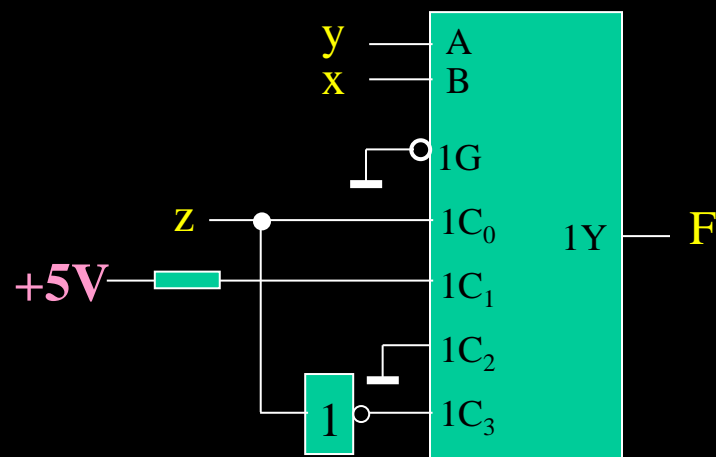 y A
x B
1G
z 1C₀ 1Y F
+5V 1C₁
1C₂
1 1C₃